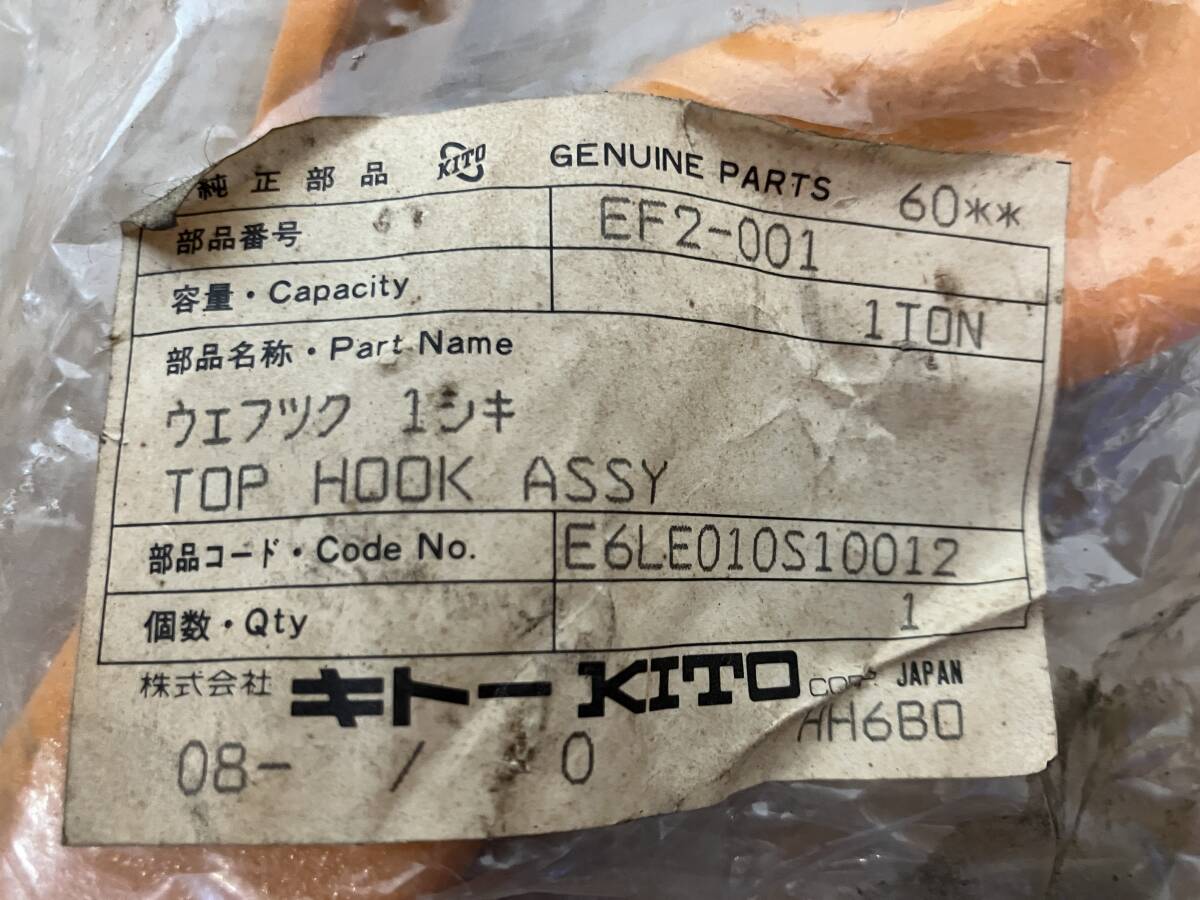 純正部品 KITO GENUINE PARTS 60**
部品番号 EF2-001
容量・Capacity 1TON
部品名称・Part Name
ウエフツク 1シキ
TOP HOOK ASSY
部品コード・Code No. E6LE010S10012
個数・Qty 1
株式会社 キトー KITO CORP. JAPAN
08- / 0 HH6B0